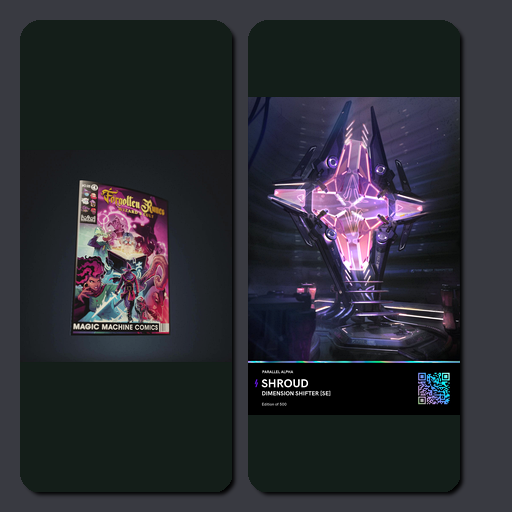 Forgotten Runes
MAGIC MACHINE COMICS
PARALLEL ALPHA
SHROUD
DIMENSION SHIFTER [SE]
Edition of 500